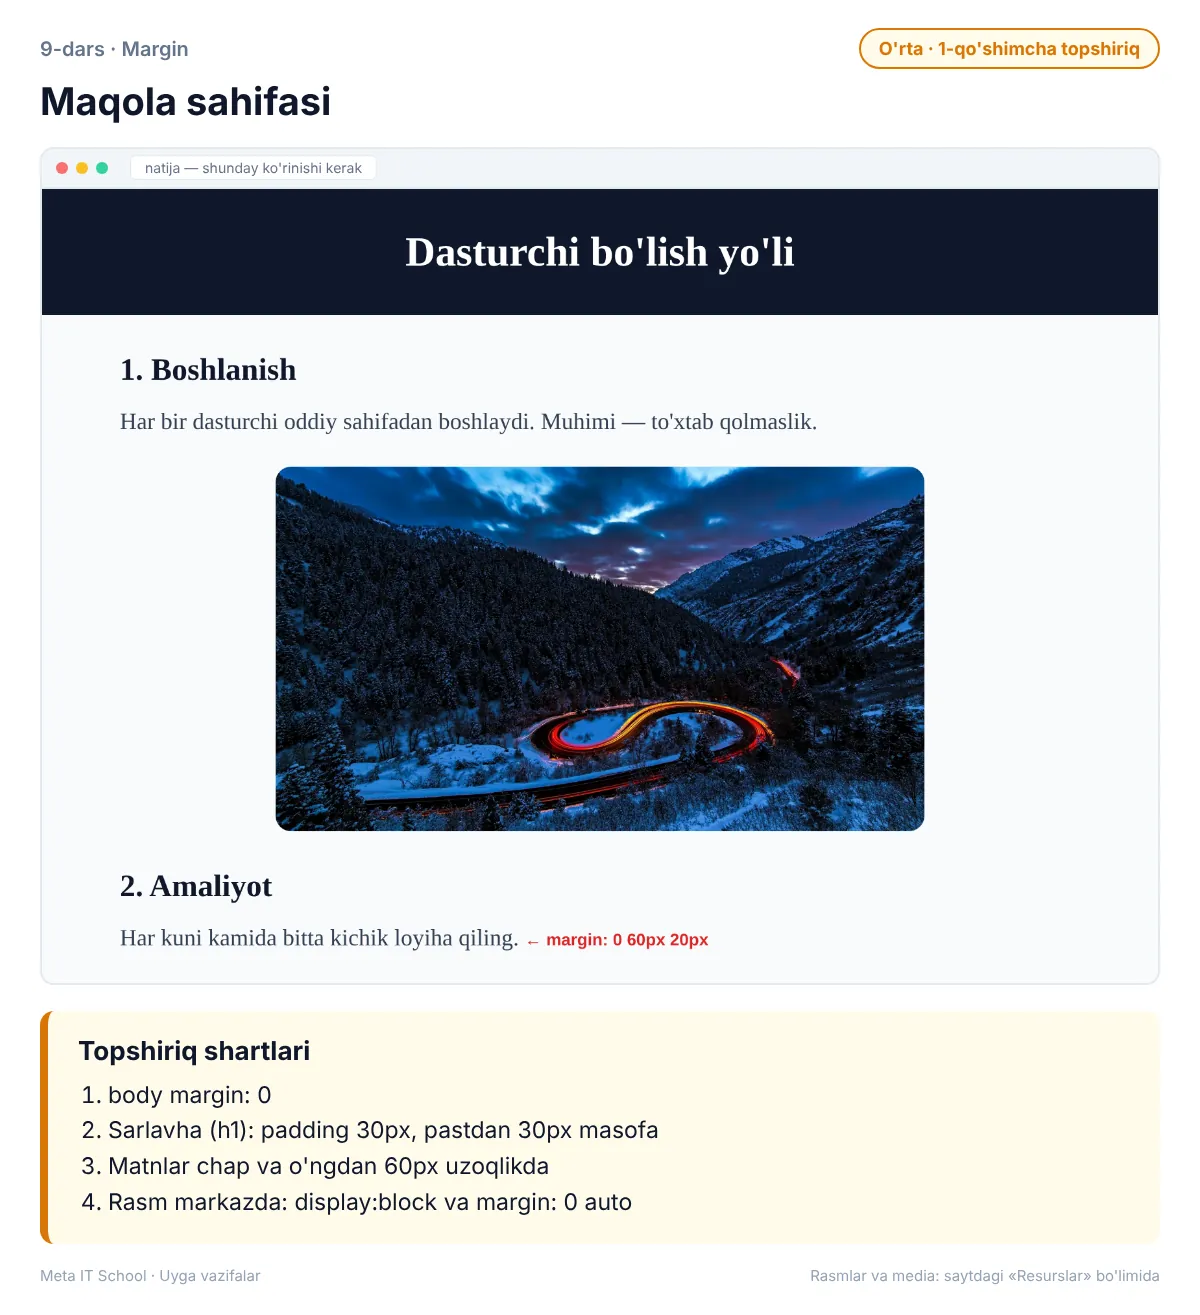 9-dars · Margin
O'rta · 1-qo'shimcha topshiriq
Maqola sahifasi
natija — shunday ko'rinishi kerak
Dasturchi bo'lish yo'li
1. Boshlanish
Har bir dasturchi oddiy sahifadan boshlaydi. Muhimi — to'xtab qolmaslik.
2. Amaliyot
Har kuni kamida bitta kichik loyiha qiling. ← margin: 0 60px 20px
Topshiriq shartlari
1. body margin: 0
2. Sarlavha (h1): padding 30px, pastdan 30px masofa
3. Matnlar chap va o'ngdan 60px uzoqlikda
4. Rasm markazda: display:block va margin: 0 auto
Meta IT School · Uyga vazifalar
Rasmlar va media: saytdagi «Resurslar» bo'limida